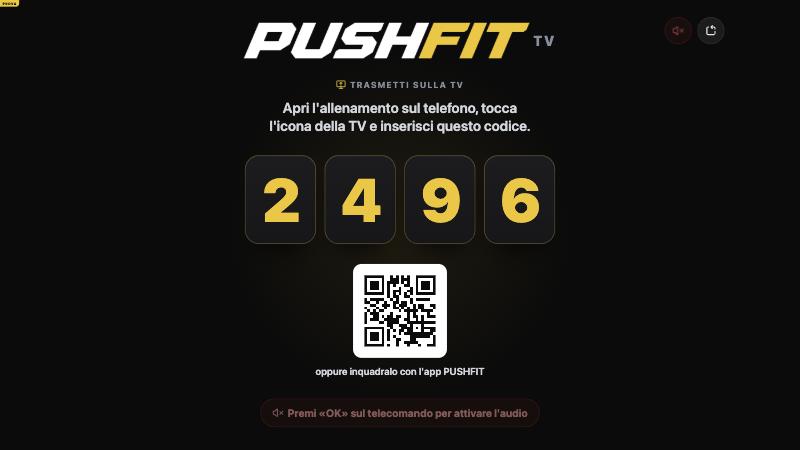 PROVA
PUSHFIT TV
TRASMETTI SULLA TV
Apri l'allenamento sul telefono, tocca
l'icona della TV e inserisci questo codice.
2 4 9 6
oppure inquadralo con l'app PUSHFIT
Premi «OK» sul telecomando per attivare l'audio